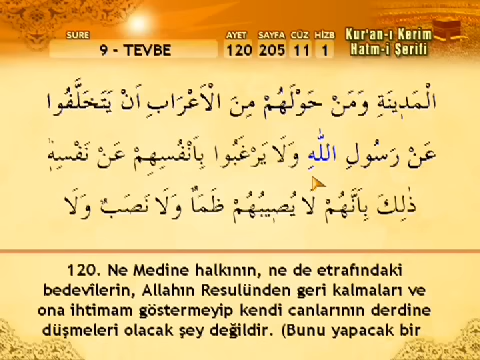 SURE AYET SAYFA CÜZ HİZB Kur'an-ı Kerim
9 - TEVBE 120 205 11 1 Hatm-i Şerifi
الْمَد۪ينَةِ وَمَنْ حَوْلَهُمْ مِنَ الْاَعْرَابِ اَنْ يَتَخَلَّفُوا
عَنْ رَسُولِ اللّٰهِ وَلَا يَرْغَبُوا بِاَنْفُسِهِمْ عَنْ نَفْسِه۪ۜ
ذٰلِكَ بِاَنَّهُمْ لَا يُص۪يبُهُمْ ظَمَأٌ وَلَا نَصَبٌ وَلَا
120. Ne Medine halkının, ne de etrafındaki
bedevîlerin, Allahın Resulünden geri kalmaları ve
ona ihtimam göstermeyip kendi canlarının derdine
düşmeleri olacak şey değildir. (Bunu yapacak bir